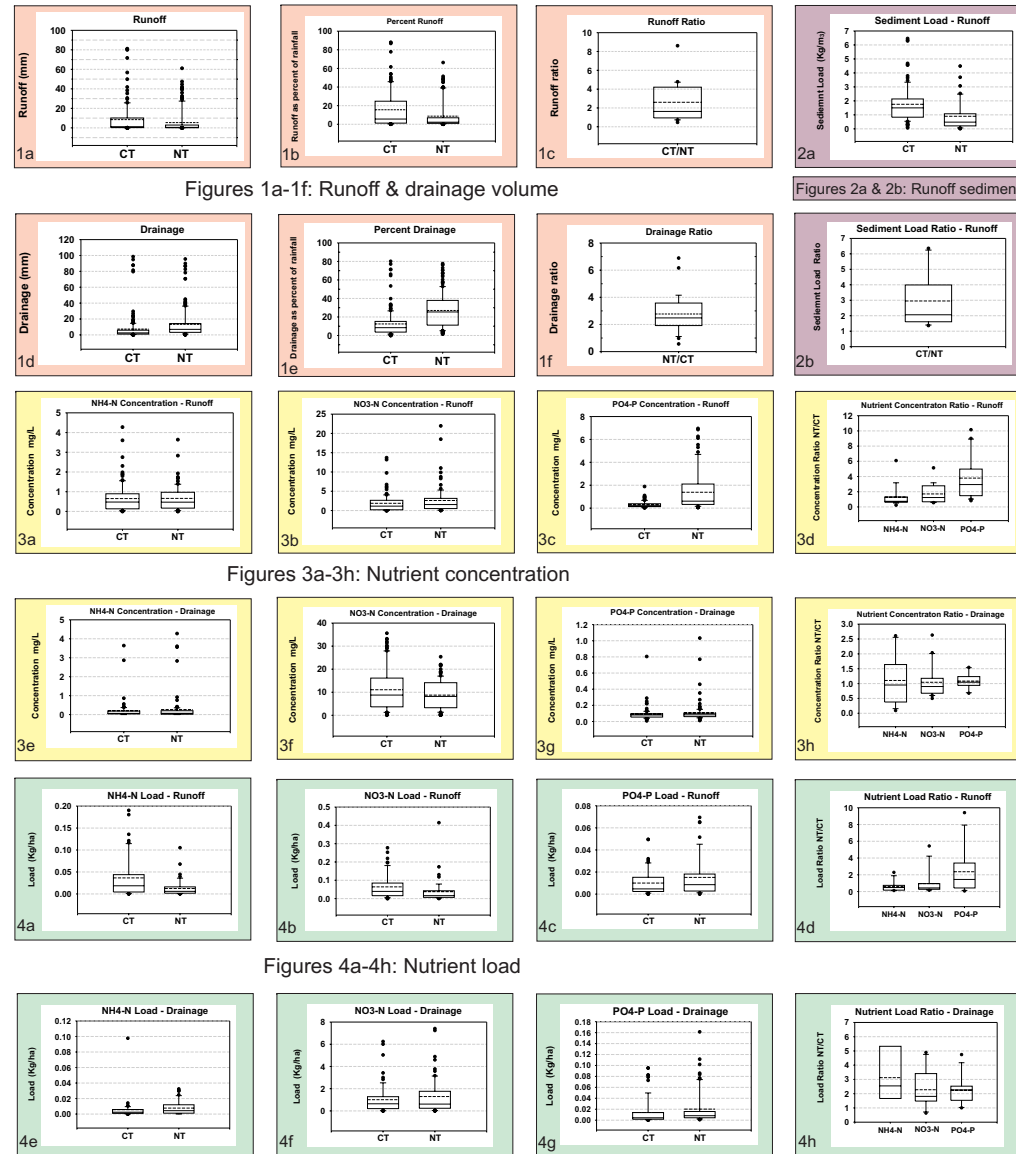 Runoff
Runoff (mm)
100
80
60
40
20
0
CT NT
1a
Percent Runoff
Runoff as percent of rainfall
100
80
60
40
20
0
CT NT
1b
Runoff Ratio
Runoff ratio
10
8
6
4
2
0
CT/NT
1c
Sediment Load - Runoff
Sediemnt Load (Kg/m3)
7
6
5
4
3
2
1
0
CT NT
2a
Figures 1a-1f: Runoff & drainage volume
Figures 2a & 2b: Runoff sedimen
Drainage
Drainage (mm)
120
100
80
60
40
20
0
CT NT
1d
Percent Drainage
Drainage as percent of rainfall
100
80
60
40
20
0
CT NT
1e
Drainage Ratio
Drainage ratio
8
6
4
2
0
NT/CT
1f
Sediment Load Ratio - Runoff
Sediemnt Load Ratio
7
6
5
4
3
2
1
0
CT/NT
2b
NH4-N Concentration - Runoff
Concentration mg/L
5
4
3
2
1
0
CT NT
3a
NO3-N Concentration - Runoff
Concentration mg/L
25
20
15
10
5
0
CT NT
3b
PO4-P Concentration - Runoff
Concentration mg/L
8
6
4
2
0
CT NT
3c
Nutrient Concentraton Ratio - Runoff
Concentration Ratio NT/CT
12
10
8
6
4
2
0
NH4-N NO3-N PO4-P
3d
Figures 3a-3h: Nutrient concentration
NH4-N Concentration - Drainage
Concentration mg/L
5
4
3
2
1
0
CT NT
3e
NO3-N Concentration - Drainage
Concentration mg/L
40
30
20
10
0
CT NT
3f
PO4-P Concentration - Drainage
Concentration mg/L
1.2
1.0
0.8
0.6
0.4
0.2
0.0
CT NT
3g
Nutrient Concentraton Ratio - Drainage
Concentration Ratio NT/CT
3.0
2.5
2.0
1.5
1.0
0.5
0.0
NH4-N NO3-N PO4-P
3h
NH4-N Load - Runoff
Load (Kg/ha)
0.20
0.15
0.10
0.05
0.00
CT NT
4a
NO3-N Load - Runoff
Load (Kg/ha)
0.5
0.4
0.3
0.2
0.1
0.0
CT NT
4b
PO4-P Load - Runoff
Load (Kg/ha)
0.08
0.06
0.04
0.02
0.00
CT NT
4c
Nutrient Load Ratio - Runoff
Load Ratio NT/CT
10
8
6
4
2
0
NH4-N NO3-N PO4-P
4d
Figures 4a-4h: Nutrient load
NH4-N Load - Drainage
Load (Kg/ha)
0.12
0.10
0.08
0.06
0.04
0.02
0.00
CT NT
4e
NO3-N Load - Drainage
Load (Kg/ha)
8
6
4
2
0
CT NT
4f
PO4-P Load - Drainage
Load (Kg/ha)
0.18
0.16
0.14
0.12
0.10
0.08
0.06
0.04
0.02
0.00
CT NT
4g
Nutrient Load Ratio - Drainage
Load Ratio NT/CT
7
6
5
4
3
2
1
0
NH4-N NO3-N PO4-P
4h